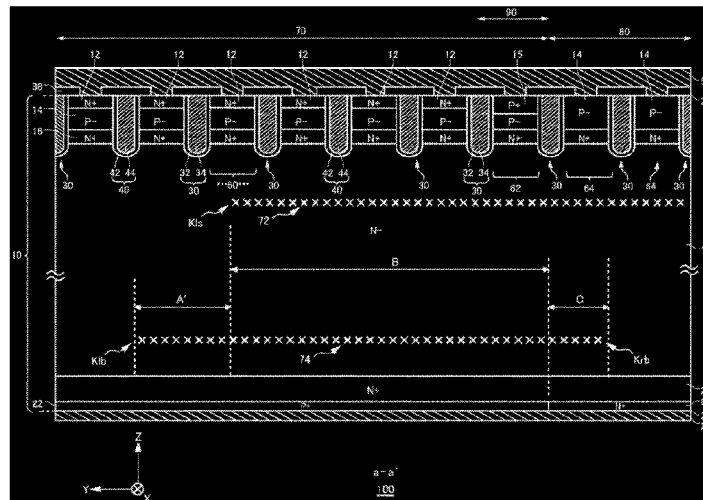 90
70 80
12 12 12 12 12 12 15 14 14
38
N+ N+ N+ N+ N+ N+ P+
14 P- P- P- P- P- P- P- P- P-
16 N+ N+ N+ N+ N+ N+ N+ N+ N+
30 42 44 32 34 60 30 42 44 30 32 34 62 30 64 30 64 30
40 30 40 30
Kls 72
N-
10
B
A' C
Klb 74 Krb
N+
22 P+ N+
Z
Y X
a-a'
100